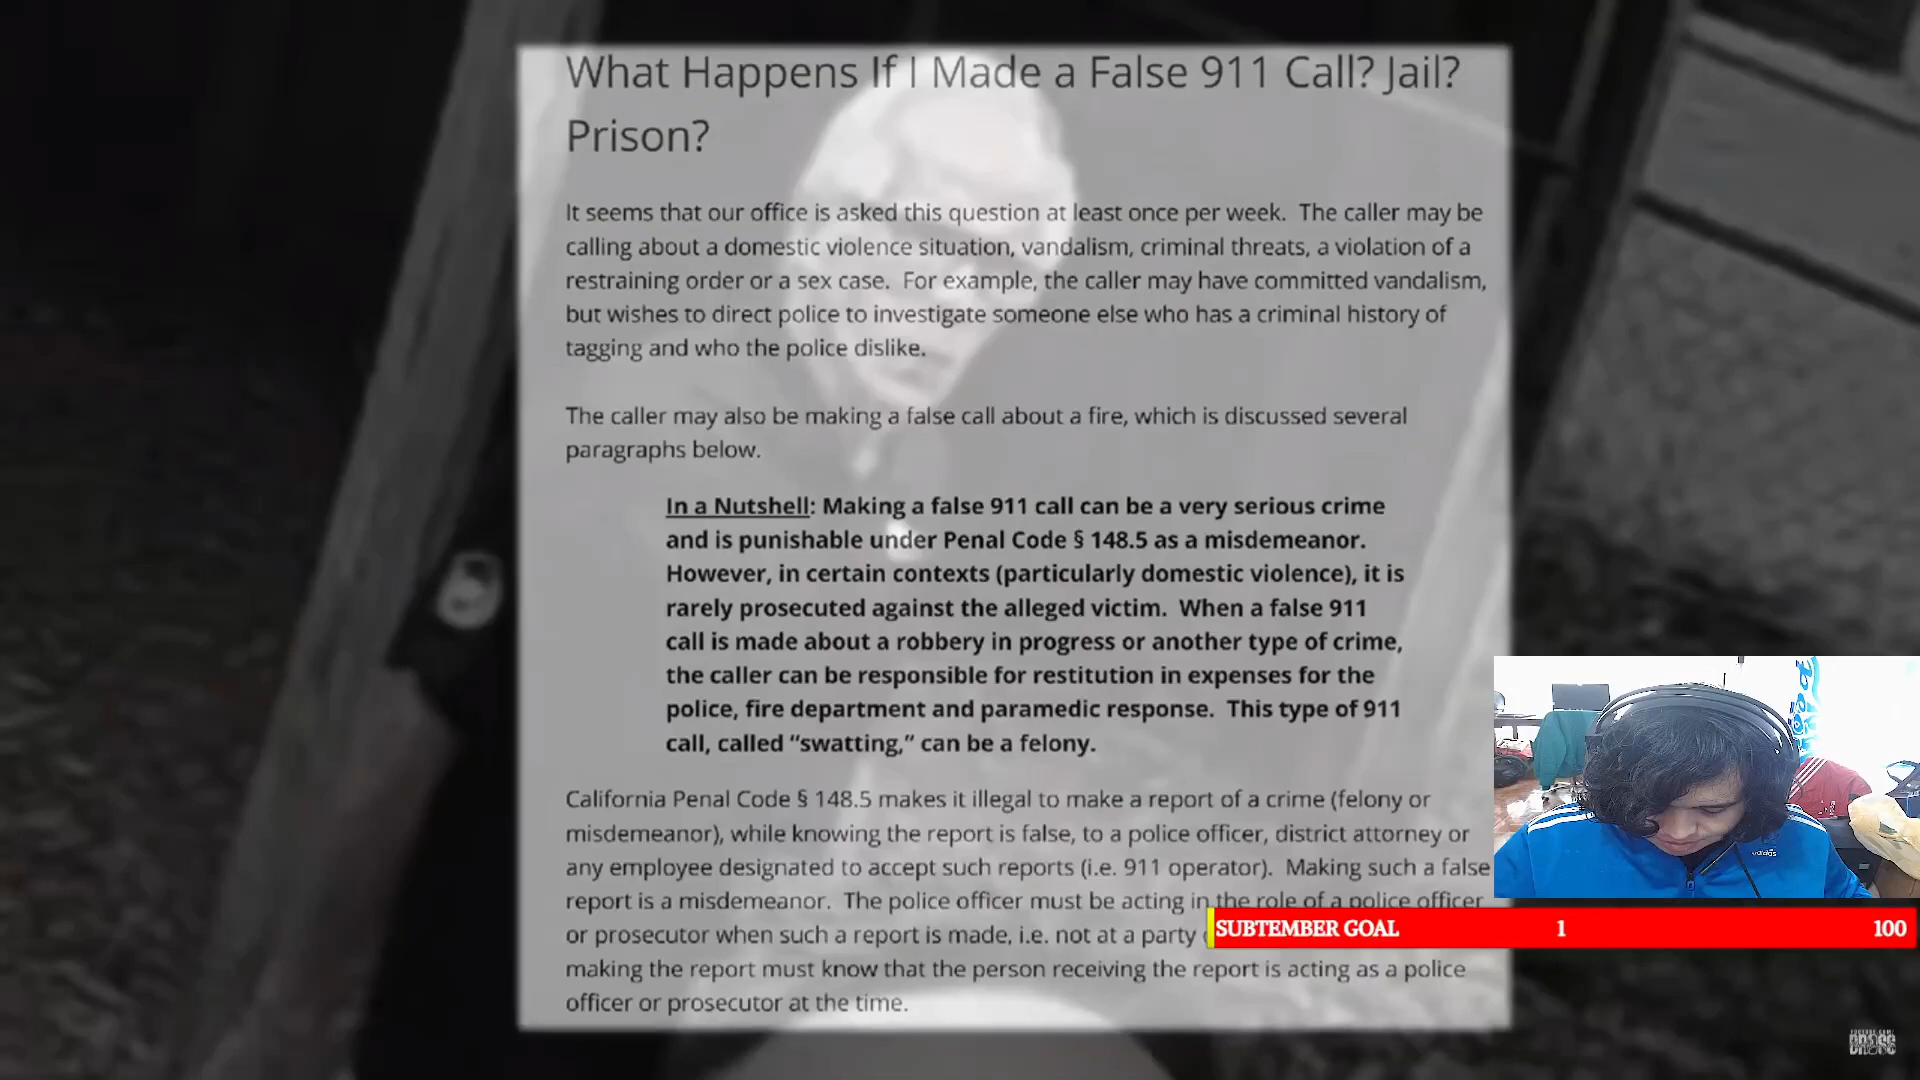 What Happens If I Made a False 911 Call? Jail?
Prison?
It seems that our office is asked this question at least once per week. The caller may be
calling about a domestic violence situation, vandalism, criminal threats, a violation of a
restraining order or a sex case. For example, the caller may have committed vandalism,
but wishes to direct police to investigate someone else who has a criminal history of
tagging and who the police dislike.
The caller may also be making a false call about a fire, which is discussed several
paragraphs below.
In a Nutshell: Making a false 911 call can be a very serious crime
and is punishable under Penal Code § 148.5 as a misdemeanor.
However, in certain contexts (particularly domestic violence), it is
rarely prosecuted against the alleged victim. When a false 911
call is made about a robbery in progress or another type of crime,
the caller can be responsible for restitution in expenses for the
police, fire department and paramedic response. This type of 911
call, called “swatting,” can be a felony.
California Penal Code § 148.5 makes it illegal to make a report of a crime (felony or
misdemeanor), while knowing the report is false, to a police officer, district attorney or
any employee designated to accept such reports (i.e. 911 operator). Making such a false
report is a misdemeanor. The police officer must be acting in the role of a police officer
or prosecutor when such a report is made, i.e. not at a party
making the report must know that the person receiving the report is acting as a police
officer or prosecutor at the time.
adidas
SUBTEMBER GOAL 1 100